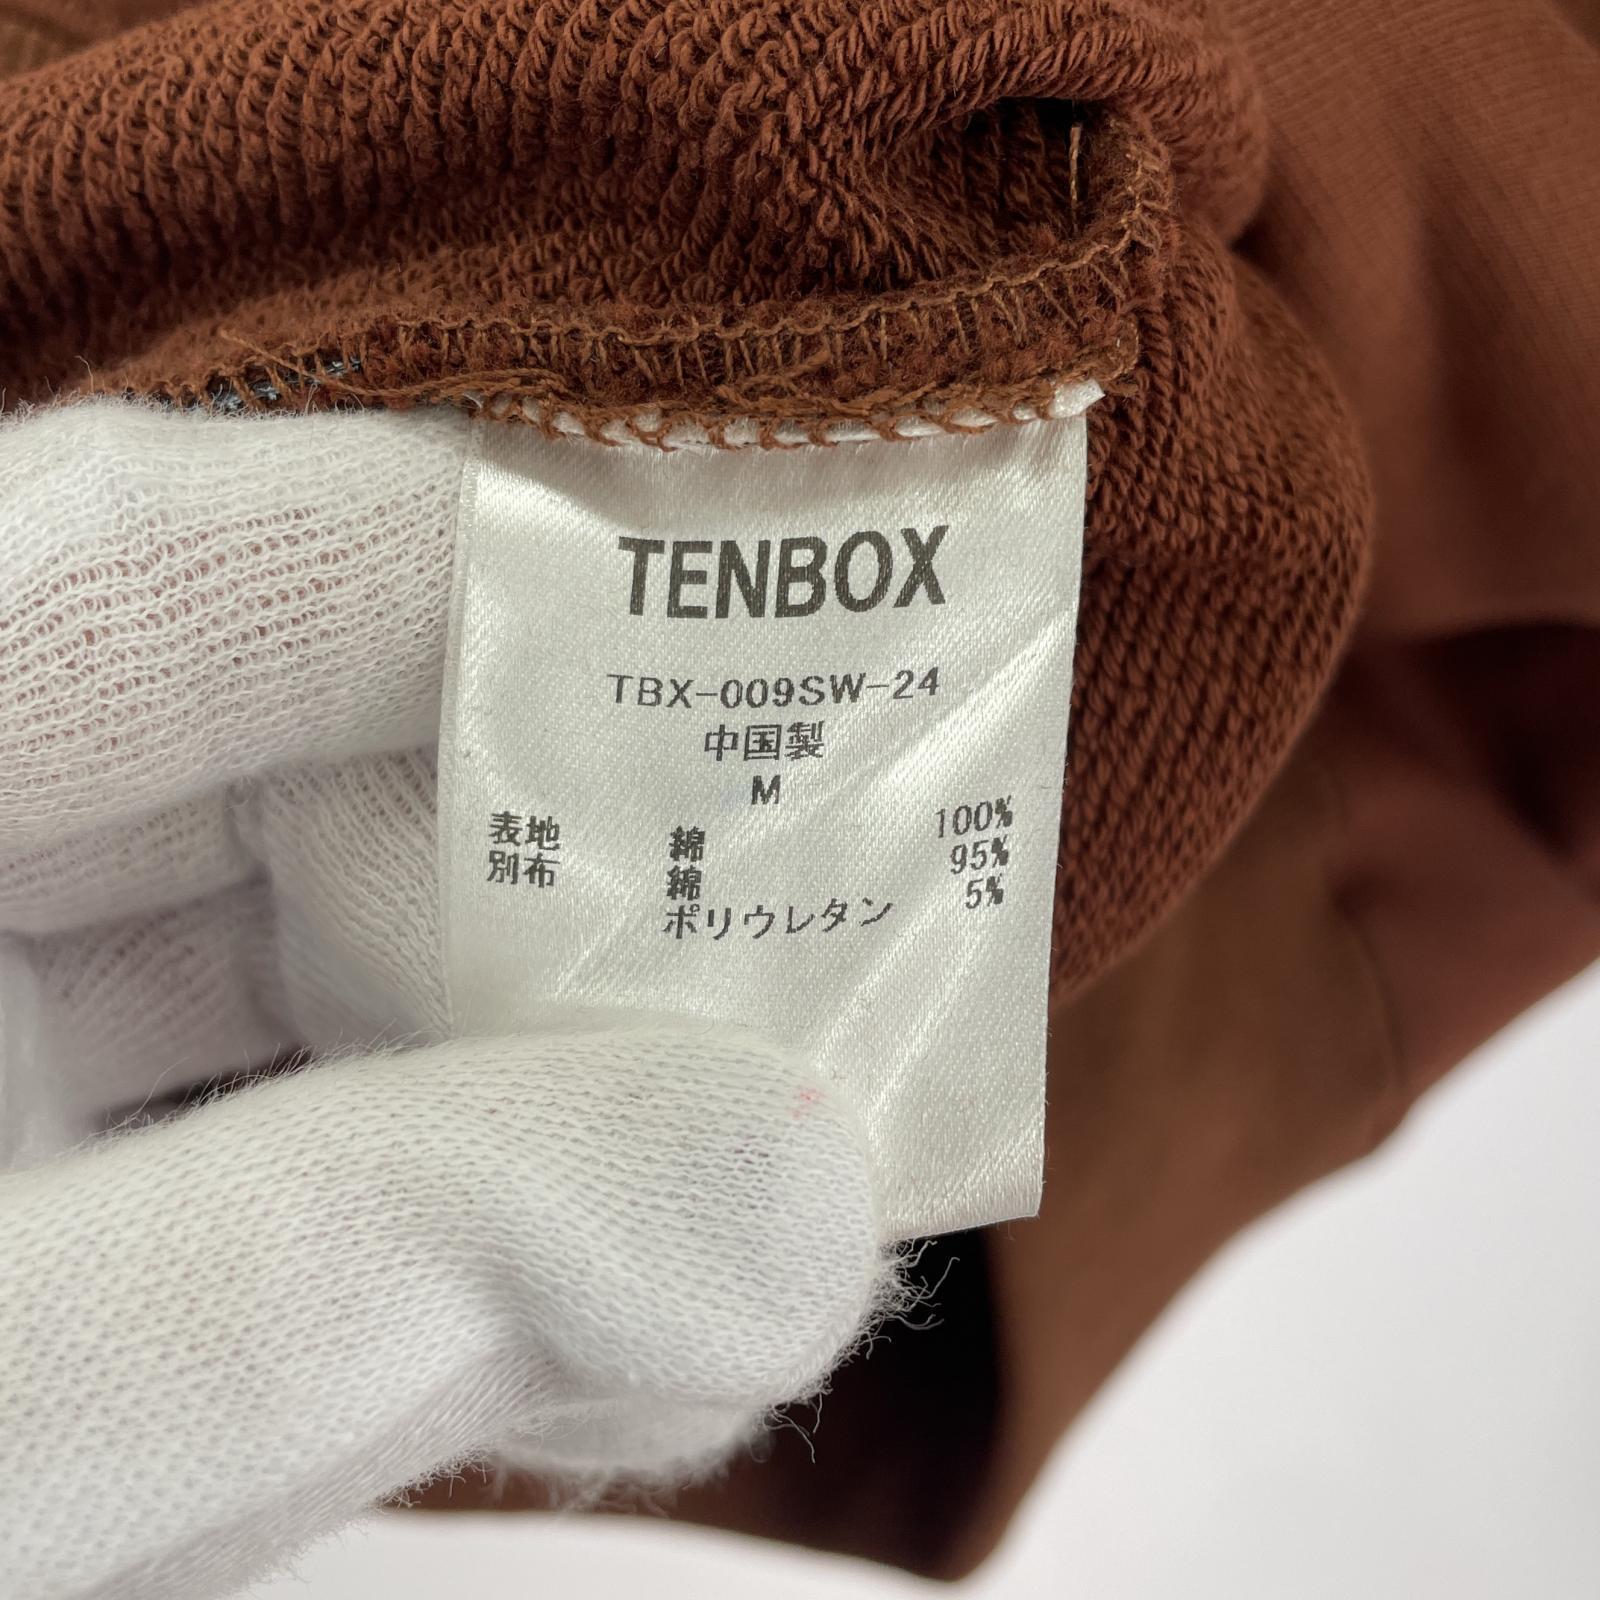 TENBOX
TBX-009SW-24
中国製
M
表地 綿 100%
別布 綿 95%
ポリウレタン 5%